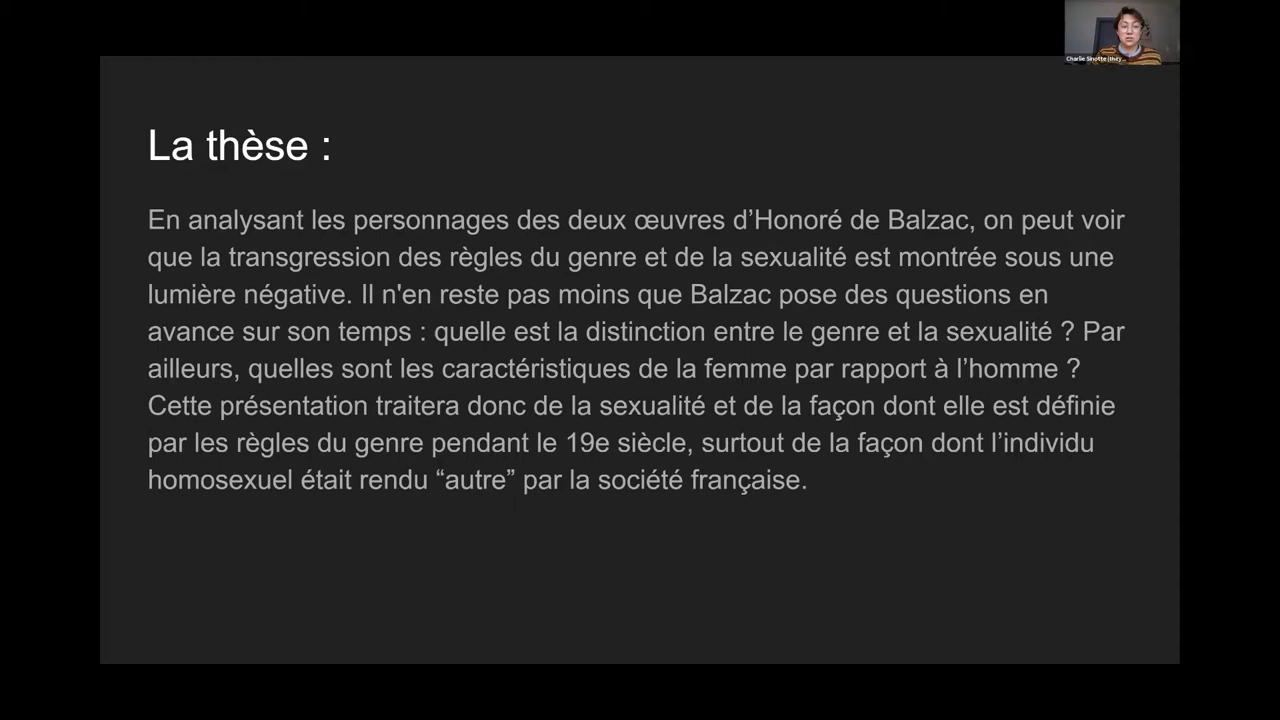 Charlie Sinotte (they ...
La thèse :
En analysant les personnages des deux œuvres d’Honoré de Balzac, on peut voir
que la transgression des règles du genre et de la sexualité est montrée sous une
lumière négative. Il n'en reste pas moins que Balzac pose des questions en
avance sur son temps : quelle est la distinction entre le genre et la sexualité ? Par
ailleurs, quelles sont les caractéristiques de la femme par rapport à l’homme ?
Cette présentation traitera donc de la sexualité et de la façon dont elle est définie
par les règles du genre pendant le 19e siècle, surtout de la façon dont l’individu
homosexuel était rendu “autre” par la société française.